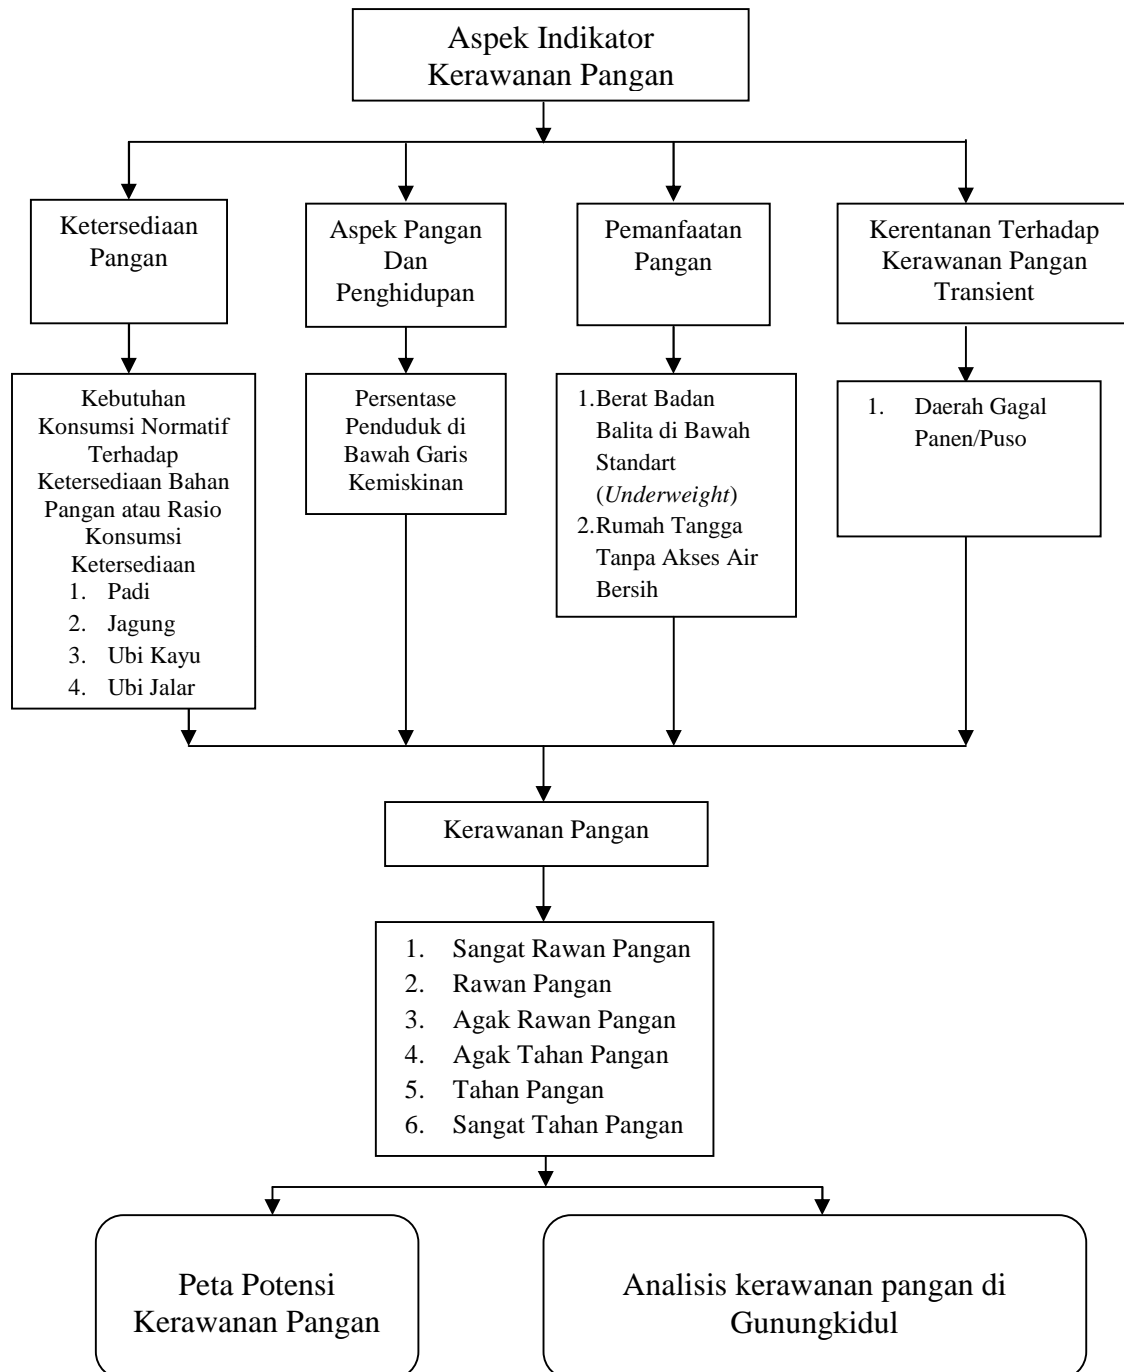 Aspek Indikator
Kerawanan Pangan
Ketersediaan
Pangan
Aspek Pangan
Dan
Penghidupan
Pemanfaatan
Pangan
Kerentanan Terhadap
Kerawanan Pangan
Transient
Kebutuhan
Konsumsi Normatif
Terhadap
Ketersediaan Bahan
Pangan atau Rasio
Konsumsi
Ketersediaan
1. Padi
2. Jagung
3. Ubi Kayu
4. Ubi Jalar
Persentase
Penduduk di
Bawah Garis
Kemiskinan
1.Berat Badan
Balita di Bawah
Standart
(Underweight)
2.Rumah Tangga
Tanpa Akses Air
Bersih
1. Daerah Gagal
Panen/Puso
Kerawanan Pangan
1. Sangat Rawan Pangan
2. Rawan Pangan
3. Agak Rawan Pangan
4. Agak Tahan Pangan
5. Tahan Pangan
6. Sangat Tahan Pangan
Peta Potensi
Kerawanan Pangan
Analisis kerawanan pangan di
Gunungkidul